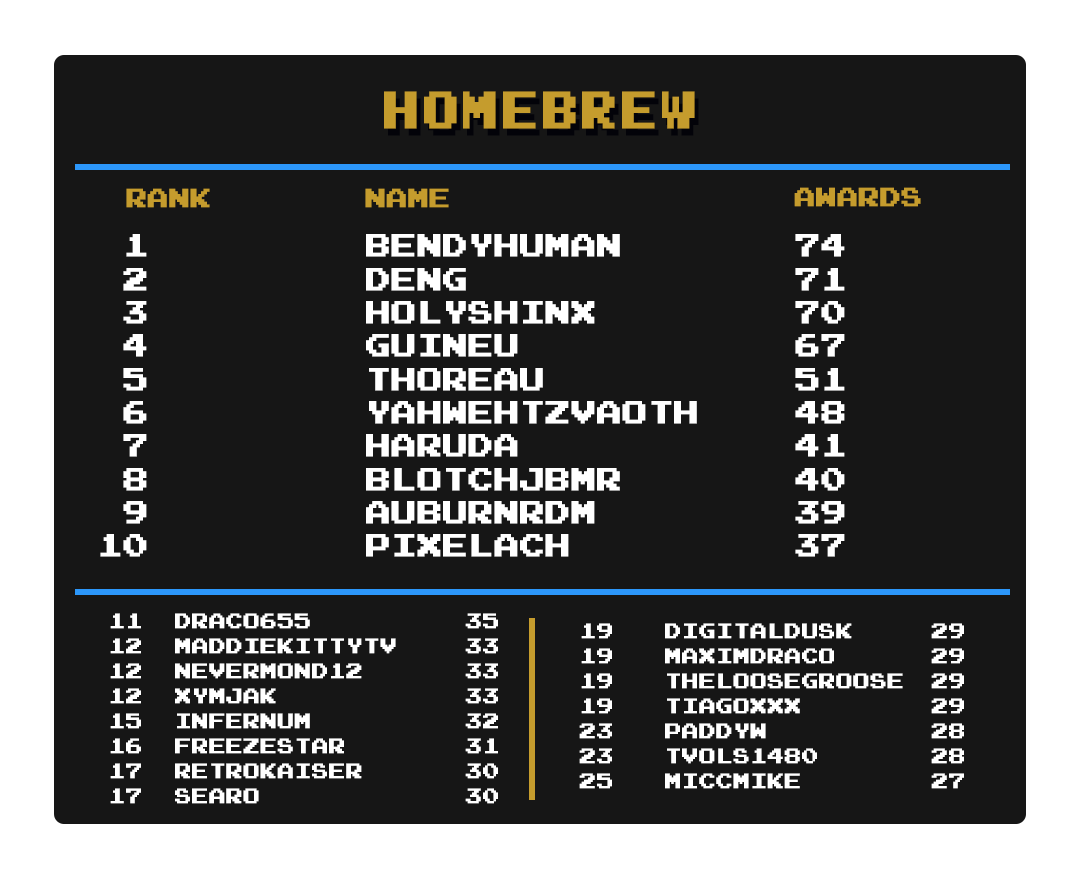 HOMEBREW
RANK NAME AWARDS
1 BENDYHUMAN 74
2 DENG 71
3 HOLYSHINX 70
4 GUINEU 67
5 THOREAU 51
6 YAHWEHTZVAOTH 48
7 HARUDA 41
8 BLOTCHJBMR 40
9 AUBURNRDM 39
10 PIXELACH 37
11 DRACO655 35
12 MADDIEKITTYTV 33
12 NEVERMOND12 33
12 XYMJAK 33
15 INFERNUM 32
16 FREEZESTAR 31
17 RETROKAISER 30
17 SEARO 30
19 DIGITALDUSK 29
19 MAXIMDRACO 29
19 THELOOSEGROOSE 29
19 TIAGOXXX 29
23 PADDYW 28
23 TVOLS1480 28
25 MICCMIKE 27